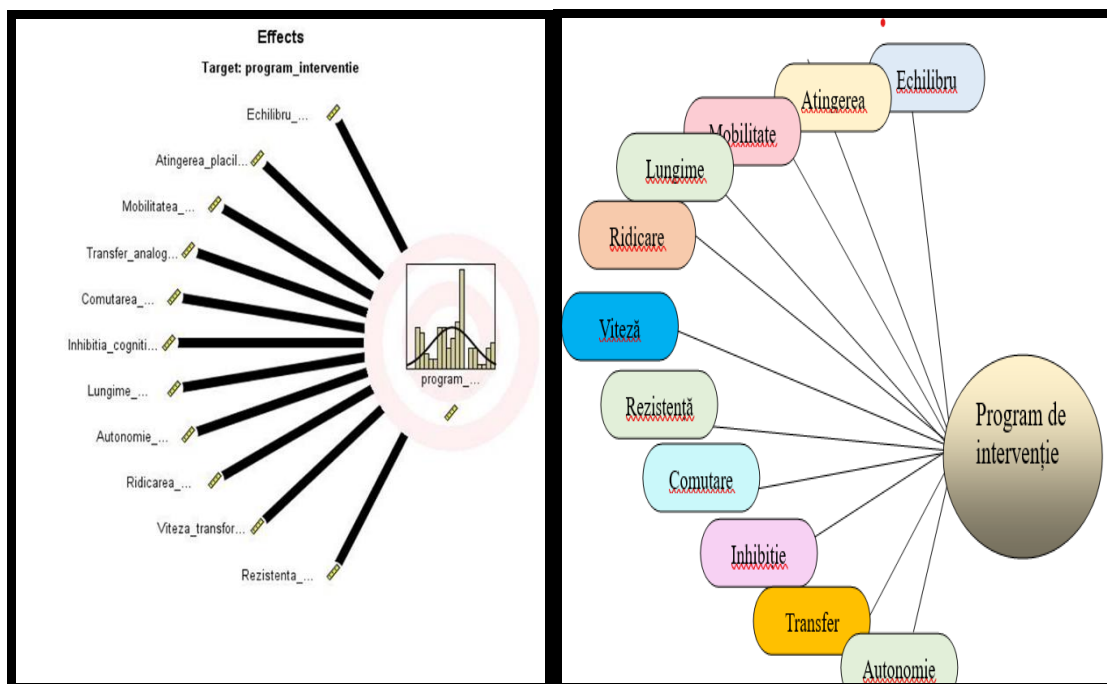 Effects
Target: program_interventie
Echilibru_...
Atingerea_placil...
Mobilitatea_...
Transfer_analog...
Comutarea_...
Inhibitia_cogniti...
Lungime_...
Autonomie_...
Ridicarea_...
Viteza_transfor...
Rezistenta_...
program_...
Echilibru
Atingerea
Mobilitate
Lungime
Ridicare
Viteză
Rezistență
Comutare
Inhibiție
Transfer
Autonomie
Program de
intervenție